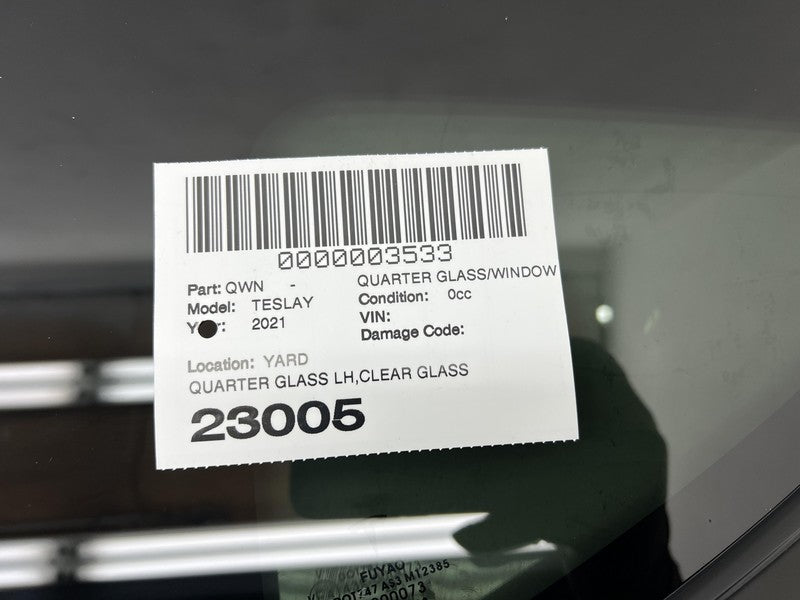 0000003533
Part: QWN - QUARTER GLASS/WINDOW
Model: TESLAY Condition: 0cc
2021 VIN:
Damage Code:
Location: YARD
QUARTER GLASS LH,CLEAR GLASS
23005
FUYAO
M12385